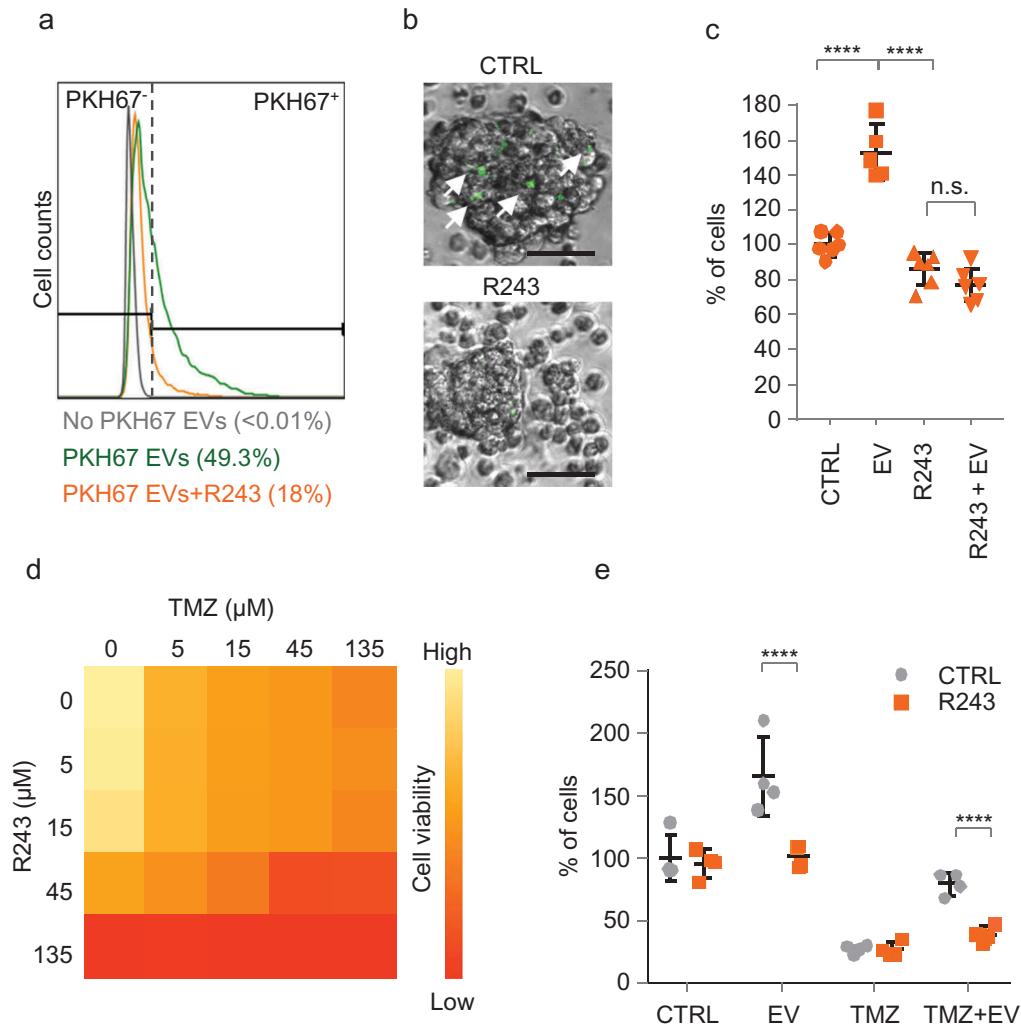 a
PKH67- PKH67+
Cell counts
No PKH67 EVs (<0.01%)
PKH67 EVs (49.3%)
PKH67 EVs+R243 (18%)
b
CTRL
R243
c
**** ****
n.s.
% of cells
180
160
140
120
100
80
60
40
20
0
CTRL
EV
R243
R243 + EV
d
TMZ (µM)
0 5 15 45 135
R243 (µM)
0
5
15
45
135
High
Cell viability
Low
e
% of cells
250
200
150
100
50
0
****
****
CTRL
R243
CTRL EV TMZ TMZ+EV